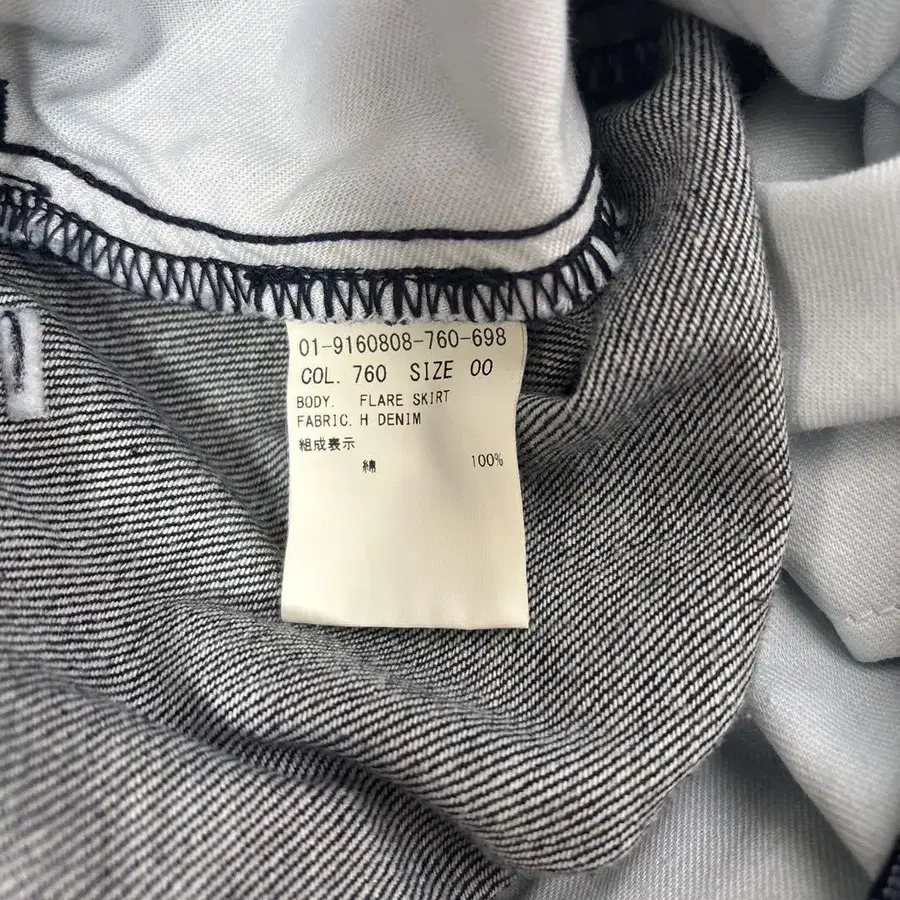 01-9160808-760-698
COL. 760 SIZE 00
BODY. FLARE SKIRT
FABRIC. H DENIM
組成表示
綿 100%